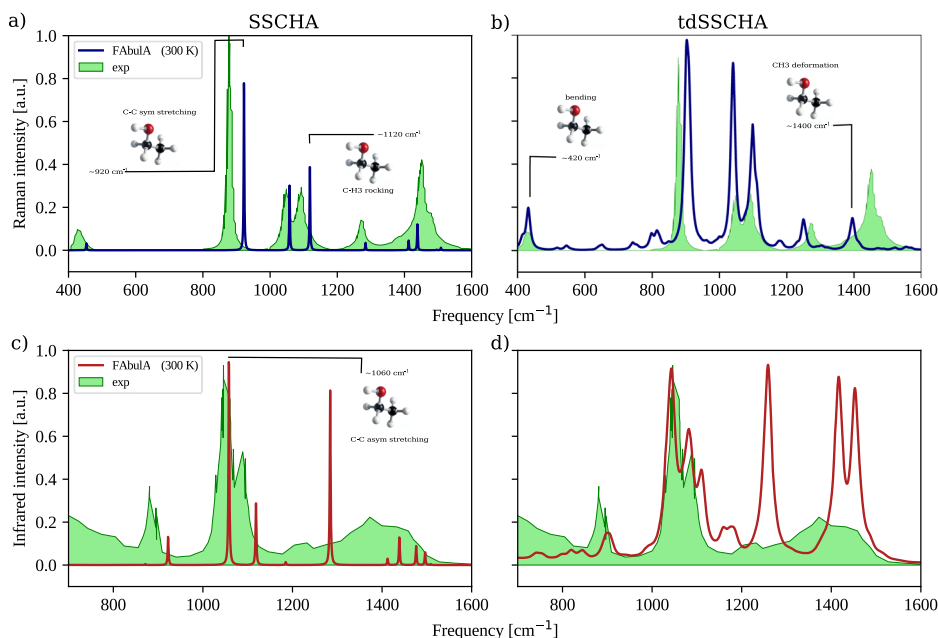 SSCHA
tdSSCHA
a)
b)
Raman intensity [a.u.]
1.0
0.8
0.6
0.4
0.2
0.0
FAbulA (300 K)
exp
C-C sym stretching
~920 cm⁻¹
~1120 cm⁻¹
C-H3 rocking
400 600 800 1000 1200 1400 1600
Frequency [cm⁻¹]
bending
~420 cm⁻¹
CH3 deformation
~1400 cm⁻¹
400 600 800 1000 1200 1400 1600
Frequency [cm⁻¹]
c)
d)
Infrared intensity [a.u.]
1.0
0.8
0.6
0.4
0.2
0.0
FAbulA (300 K)
exp
~1060 cm⁻¹
C-C asym stretching
800 1000 1200 1400 1600
Frequency [cm⁻¹]
800 1000 1200 1400 1600
Frequency [cm⁻¹]